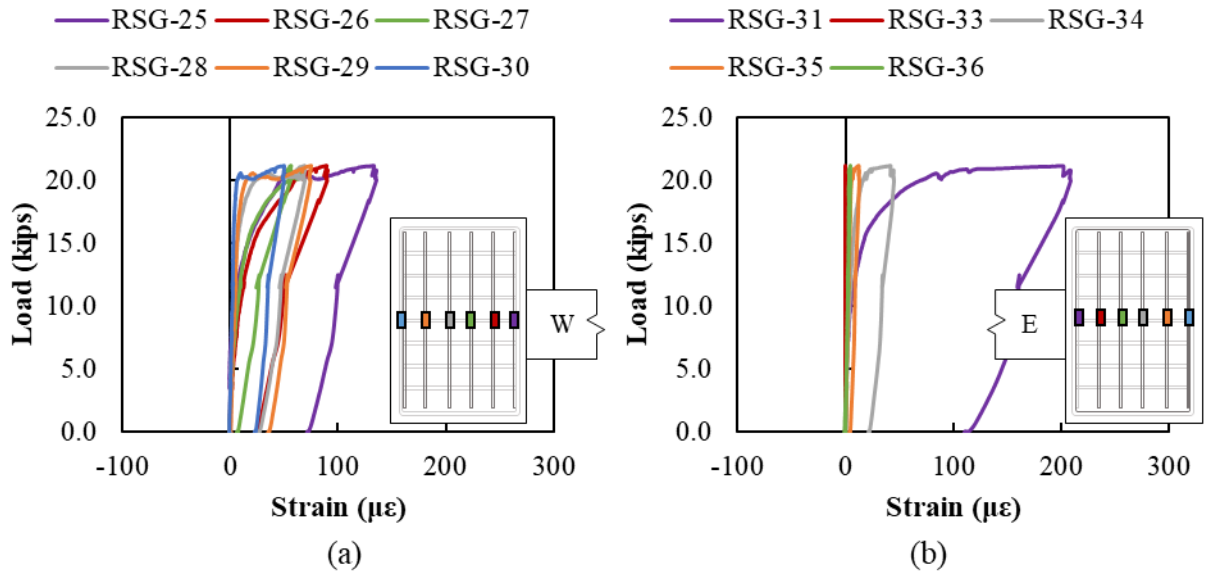 RSG-25 RSG-26 RSG-27
RSG-28 RSG-29 RSG-30
25.0
20.0
15.0
10.0
5.0
0.0
Load (kips)
-100 0 100 200 300
Strain (με)
W
(a)
RSG-31 RSG-33 RSG-34
RSG-35 RSG-36
25.0
20.0
15.0
10.0
5.0
0.0
Load (kips)
-100 0 100 200 300
Strain (με)
E
(b)